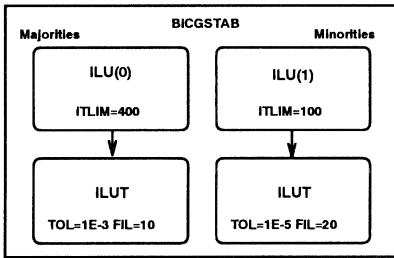 BICGSTAB
Majorities
Minorities
ILU(0)
ITLIM=400
ILU(1)
ITLIM=100
ILUT
TOL=1E-3 FIL=10
ILUT
TOL=1E-5 FIL=20